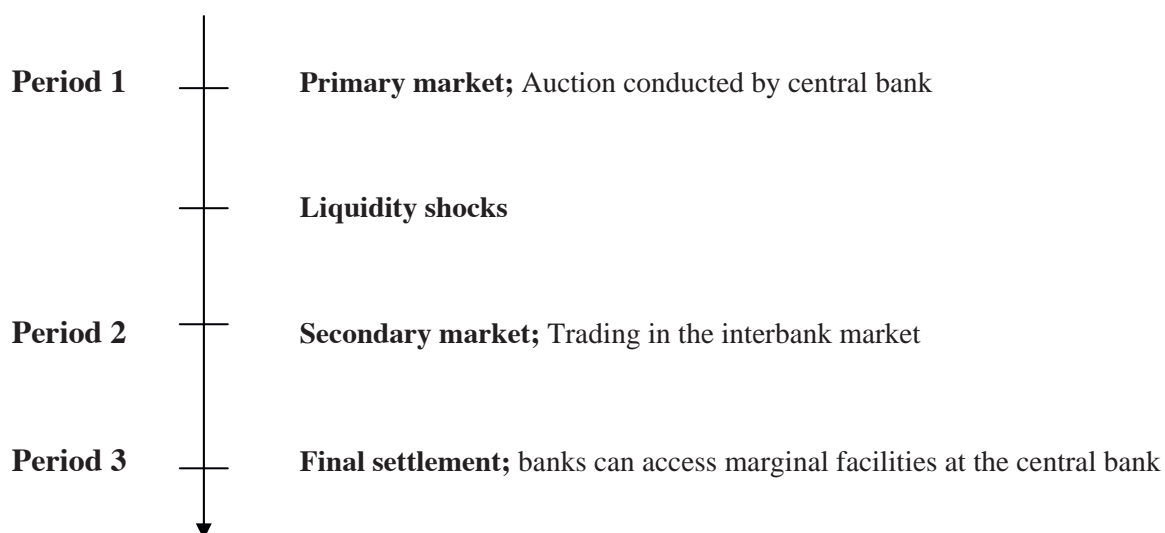 Period 1 Primary market; Auction conducted by central bank
Liquidity shocks
Period 2 Secondary market; Trading in the interbank market
Period 3 Final settlement; banks can access marginal facilities at the central bank